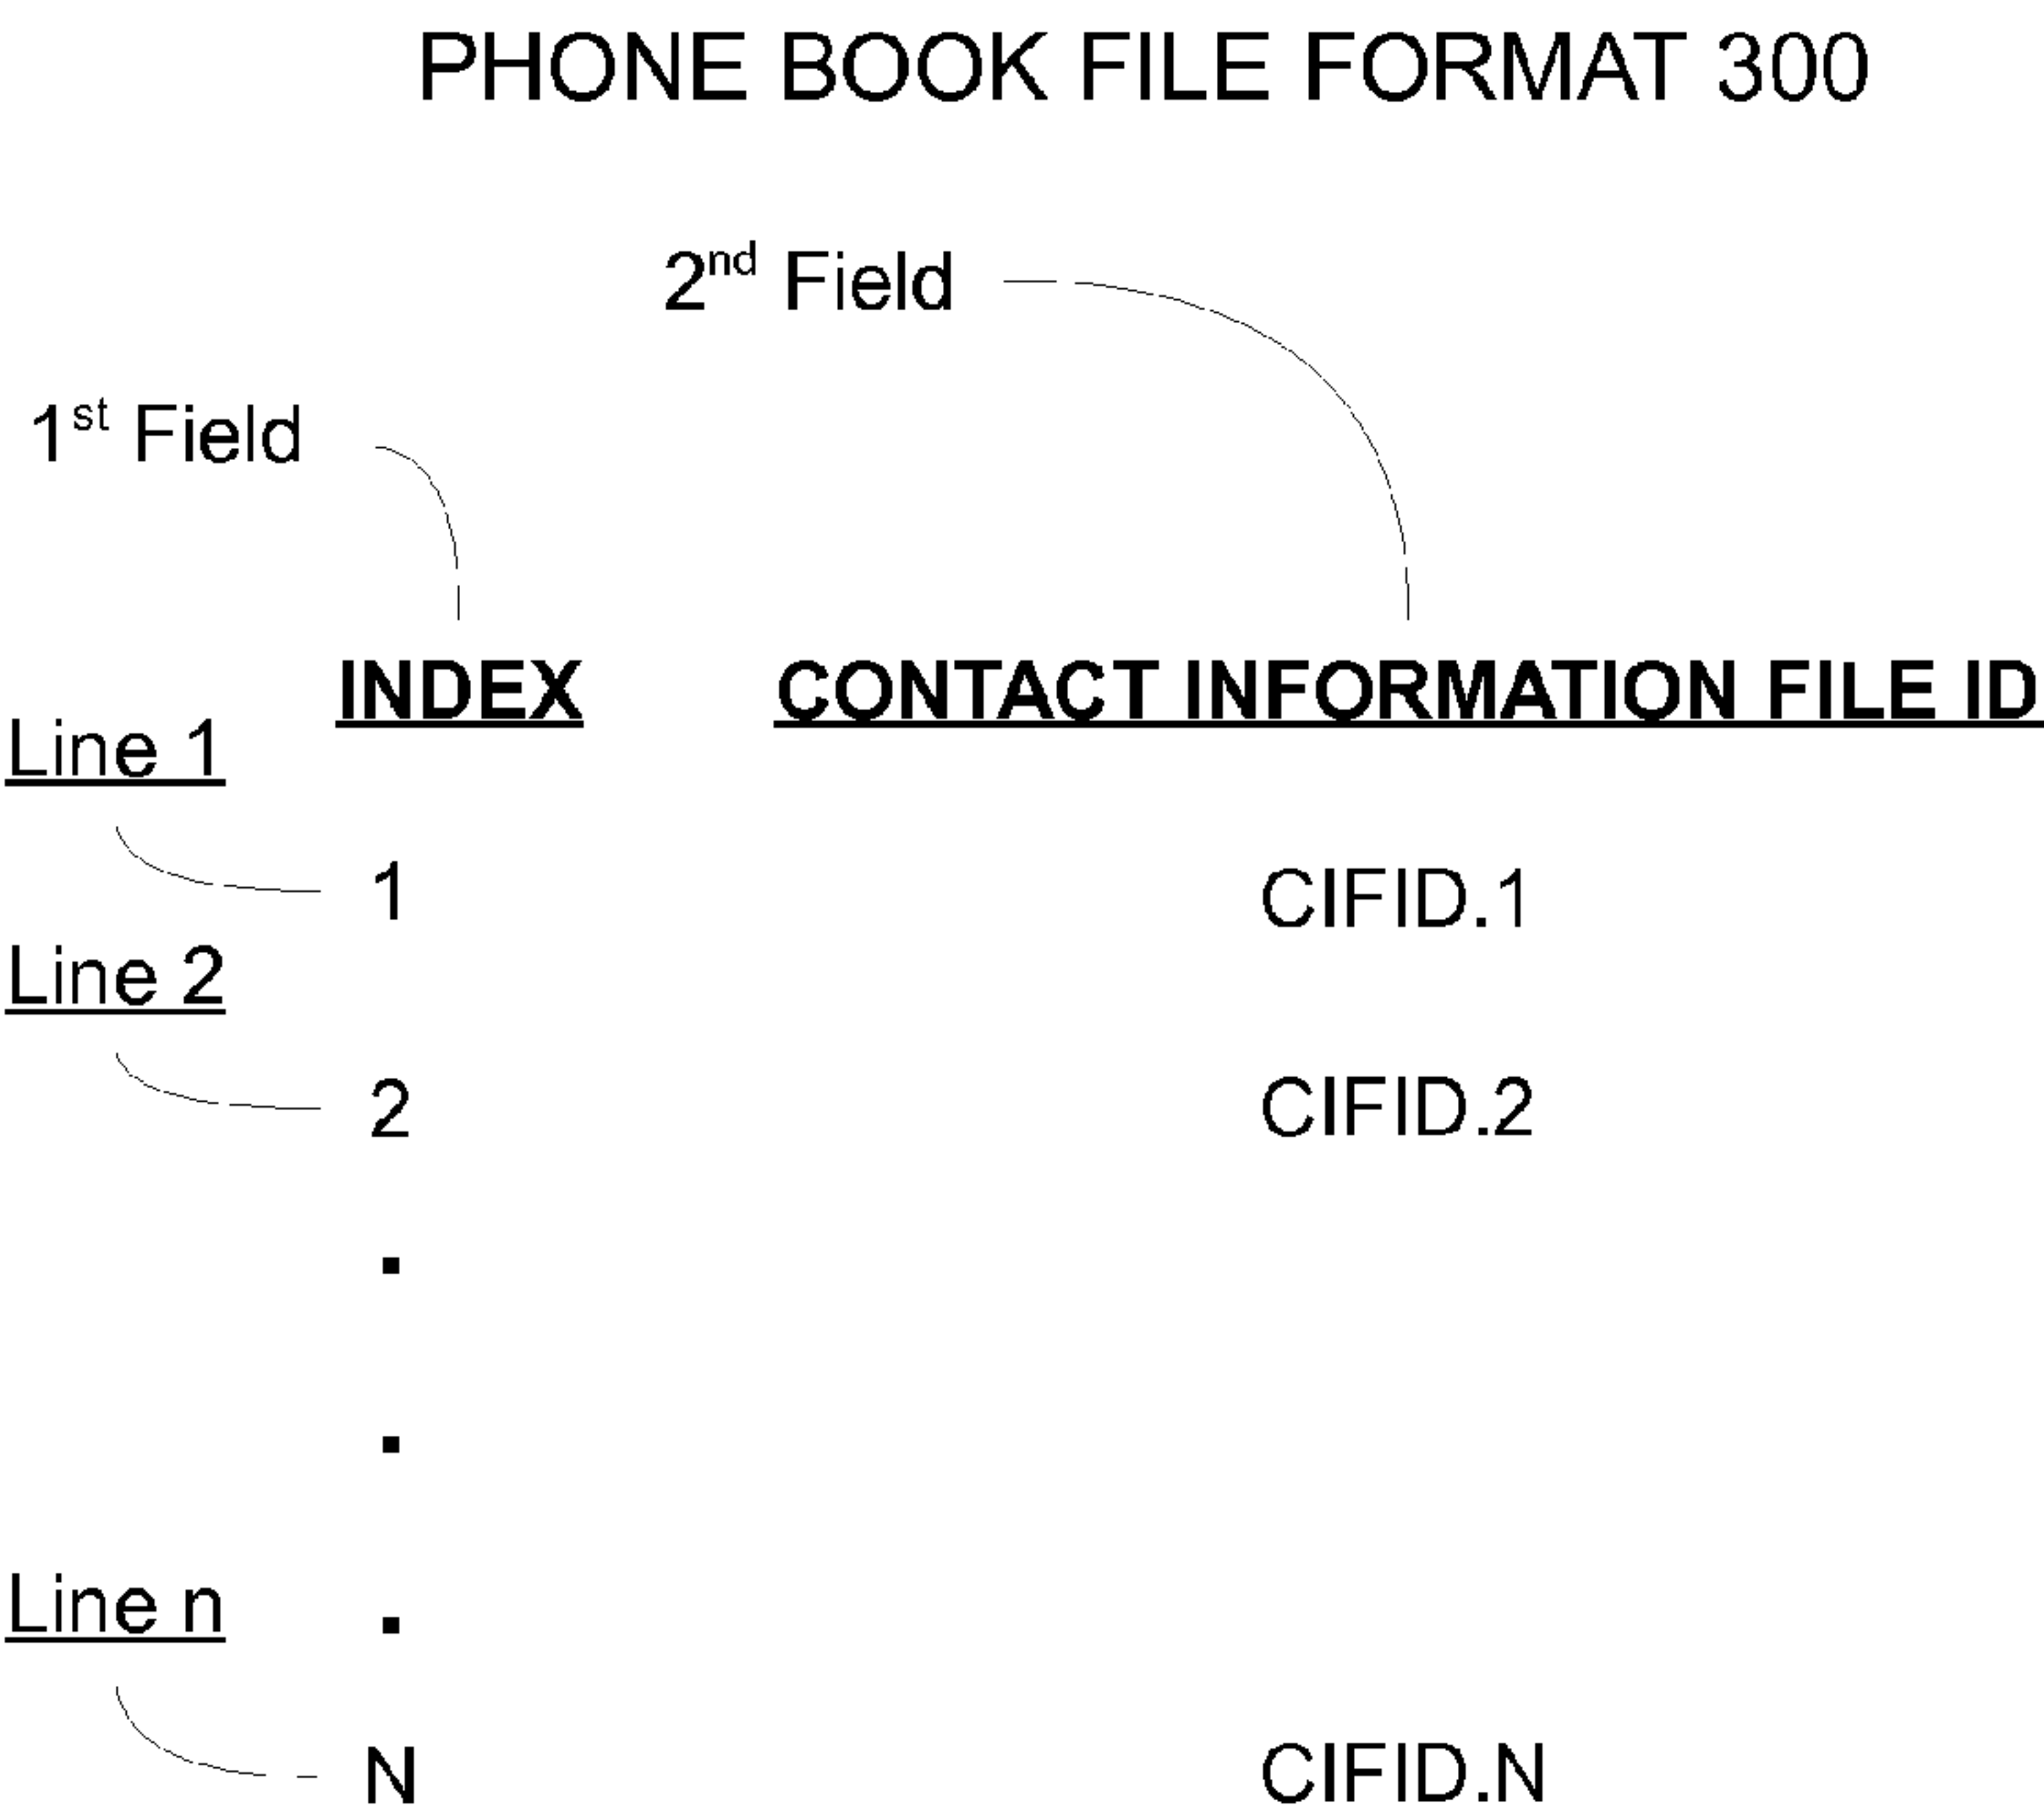 PHONE BOOK FILE FORMAT 300
2nd Field
1st Field
INDEX CONTACT INFORMATION FILE ID
Line 1
1 CIFID.1
Line 2
2 CIFID.2
.
.
Line n
.
N CIFID.N